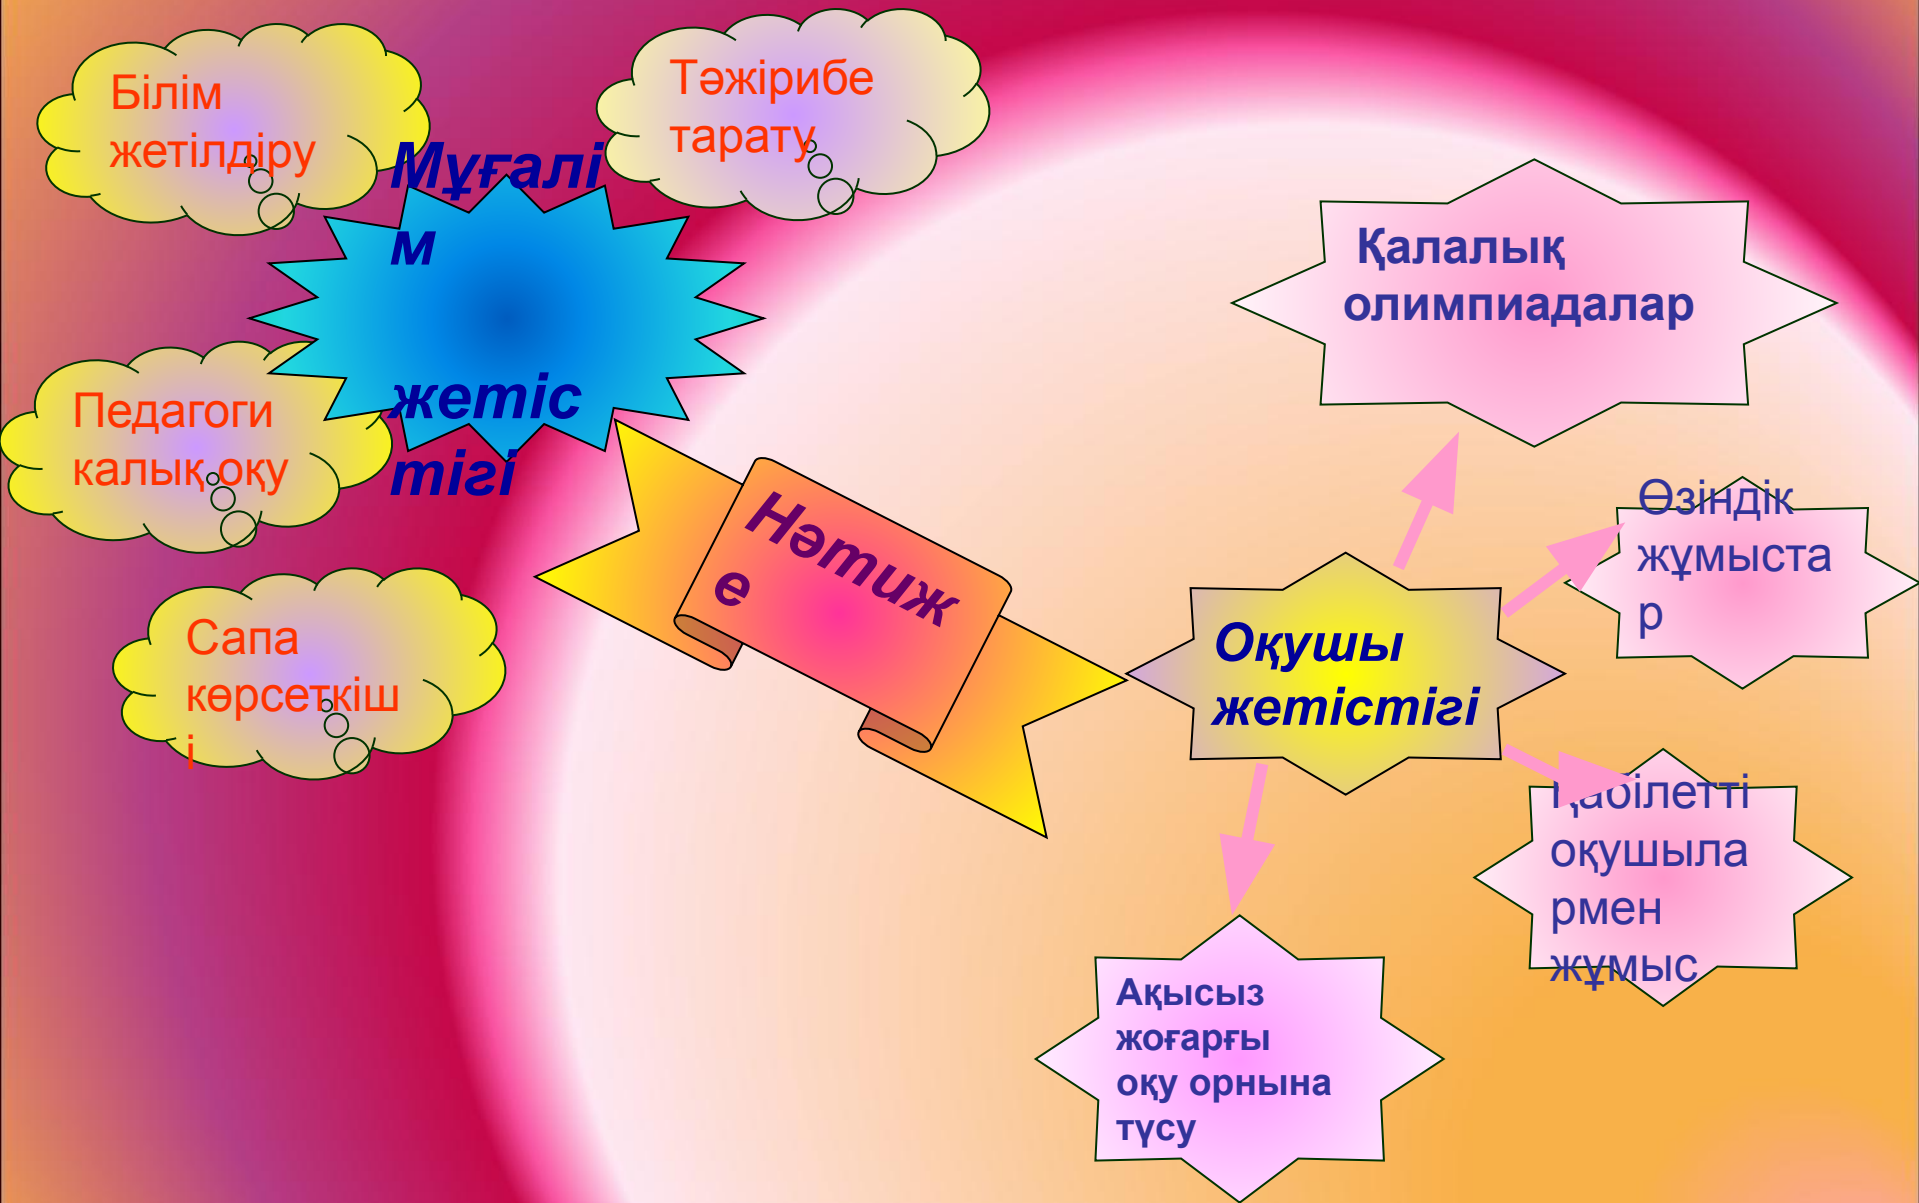 Білім
жетілдіру
Тәжірибе
тарату
Мұғалі
м
жетіс
тігі
Педагоги
калық оқу
Сапа
көрсеткіш
і
Нәтиж
е
Оқушы
жетістігі
Қалалық
олимпиадалар
Өзіндік
жұмыста
р
Қабілетті
оқушыла
рмен
жұмыс
Ақысыз
жоғарғы
оқу орнына
түсу